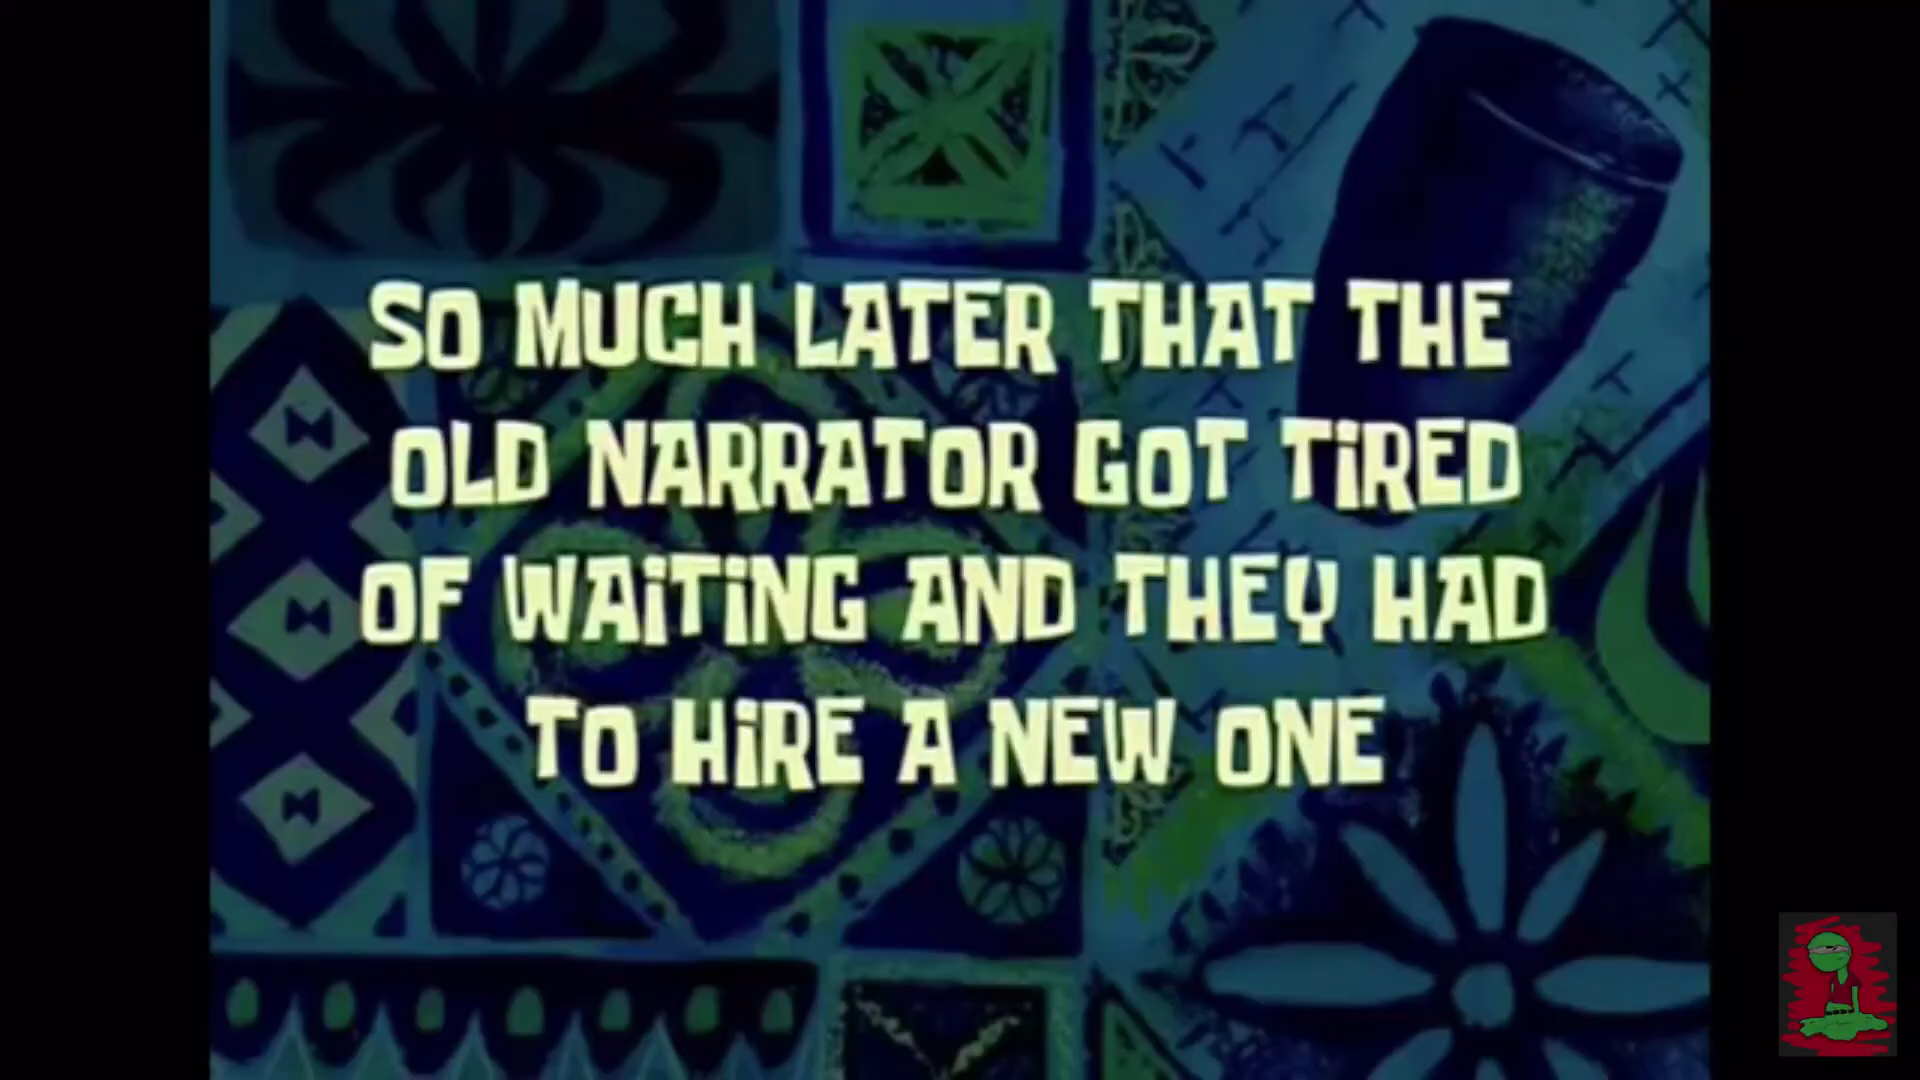 SO MUCH LATER THAT THE
OLD NARRATOR GOT TiRED
OF WAiTiNG AND THEY HAD
TO HiRE A NEW ONE